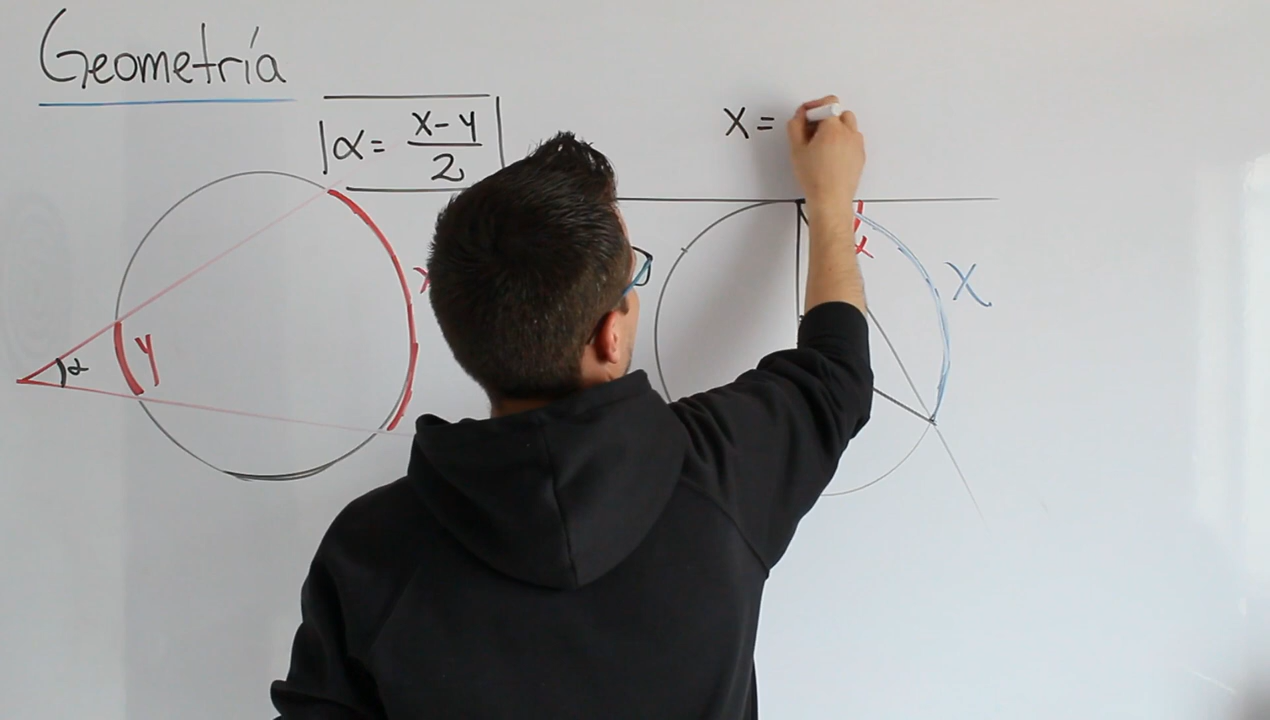 Geometría
α = x - y / 2
x =
y
α
x
x